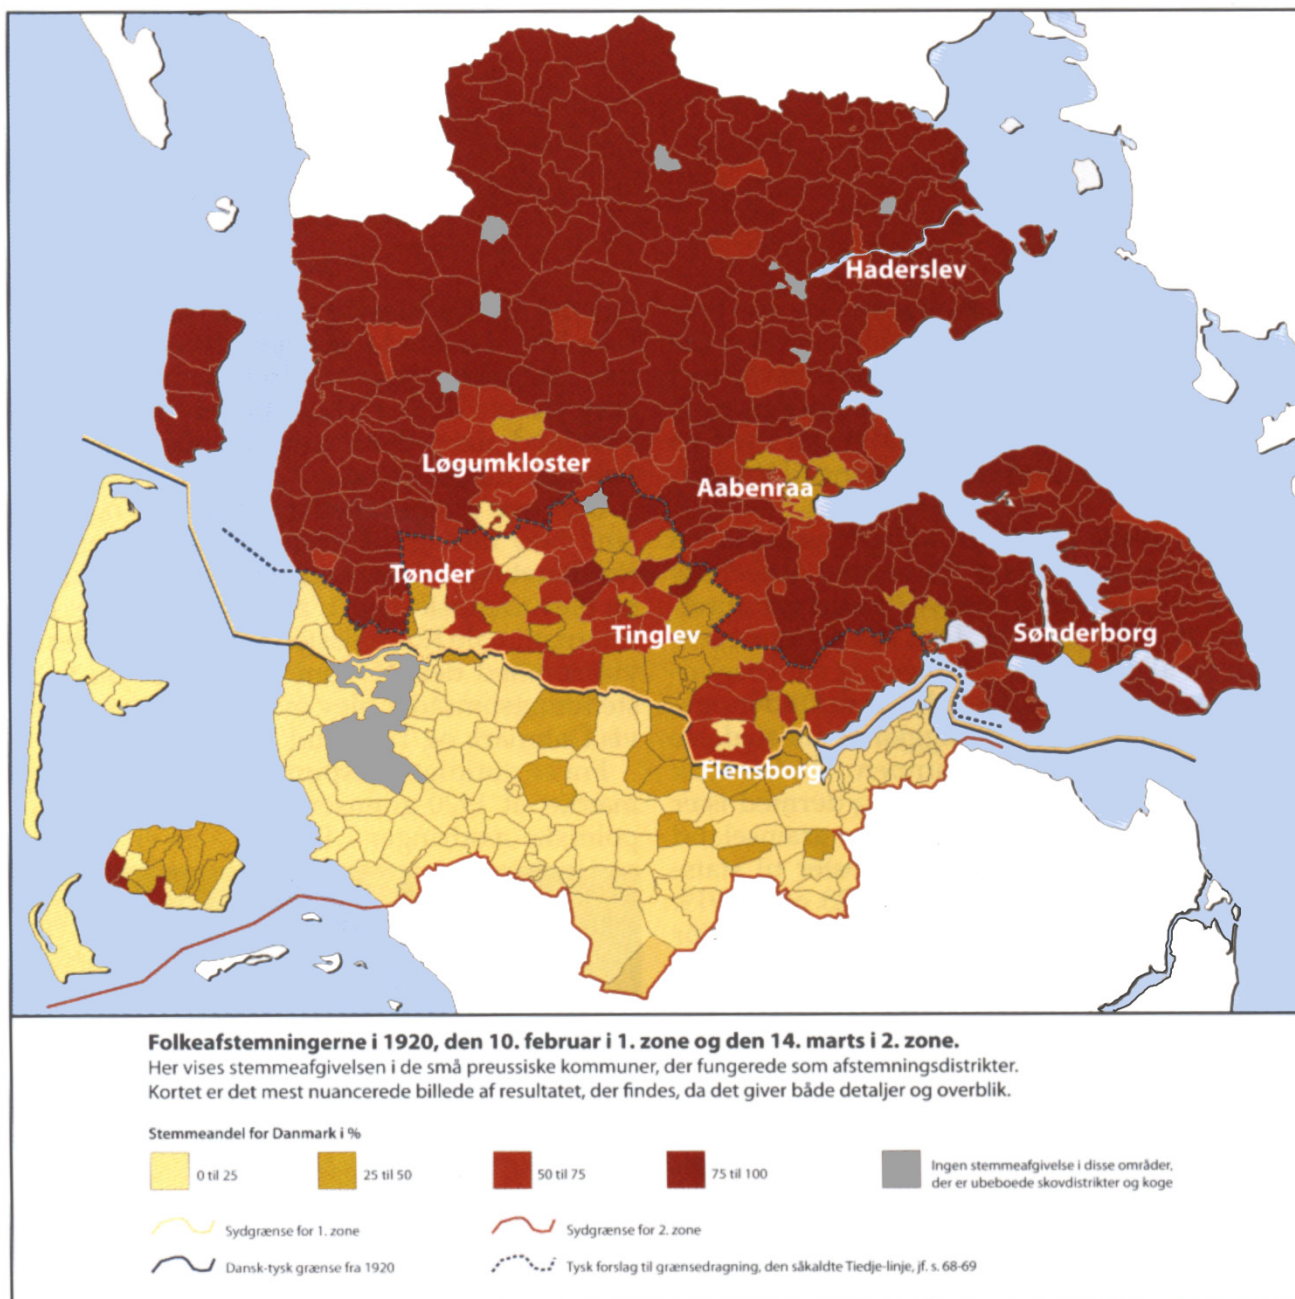 Haderslev
Løgumkloster
Aabenraa
Tønder
Tinglev
Sønderborg
Flensborg
Folkeafstemningerne i 1920, den 10. februar i 1. zone og den 14. marts i 2. zone.
Her vises stemmeafgivelsen i de små preussiske kommuner, der fungerede som afstemningsdistrikter.
Kortet er det mest nuancerede billede af resultatet, der findes, da det giver både detaljer og overblik.
Stemmeandel for Danmark i %
0 til 25
25 til 50
50 til 75
75 til 100
Ingen stemmeafgivelse i disse områder,
der er ubeboede skovdistrikter og koge
Sydgrænse for 1. zone
Sydgrænse for 2. zone
Dansk-tysk grænse fra 1920
Tysk forslag til grænsedragning, den såkaldte Tiedje-linje, jf. s. 68-69